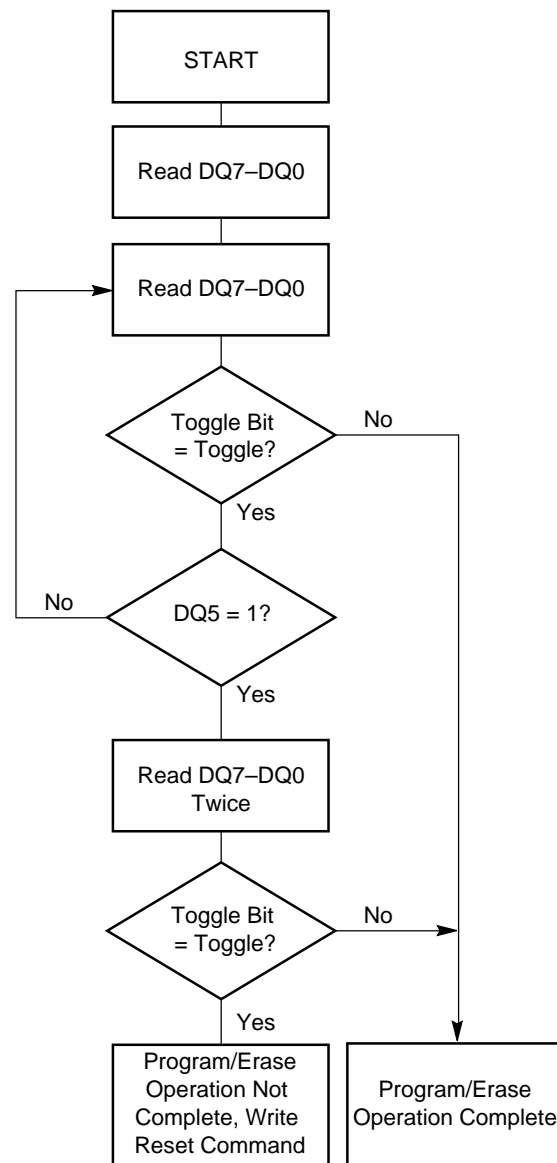 START
Read DQ7–DQ0
Read DQ7–DQ0
Toggle Bit
= Toggle?
No
Yes
No
DQ5 = 1?
Yes
Read DQ7–DQ0
Twice
Toggle Bit
= Toggle?
No
Yes
Program/Erase
Operation Not
Complete, Write
Reset Command
Program/Erase
Operation Complete